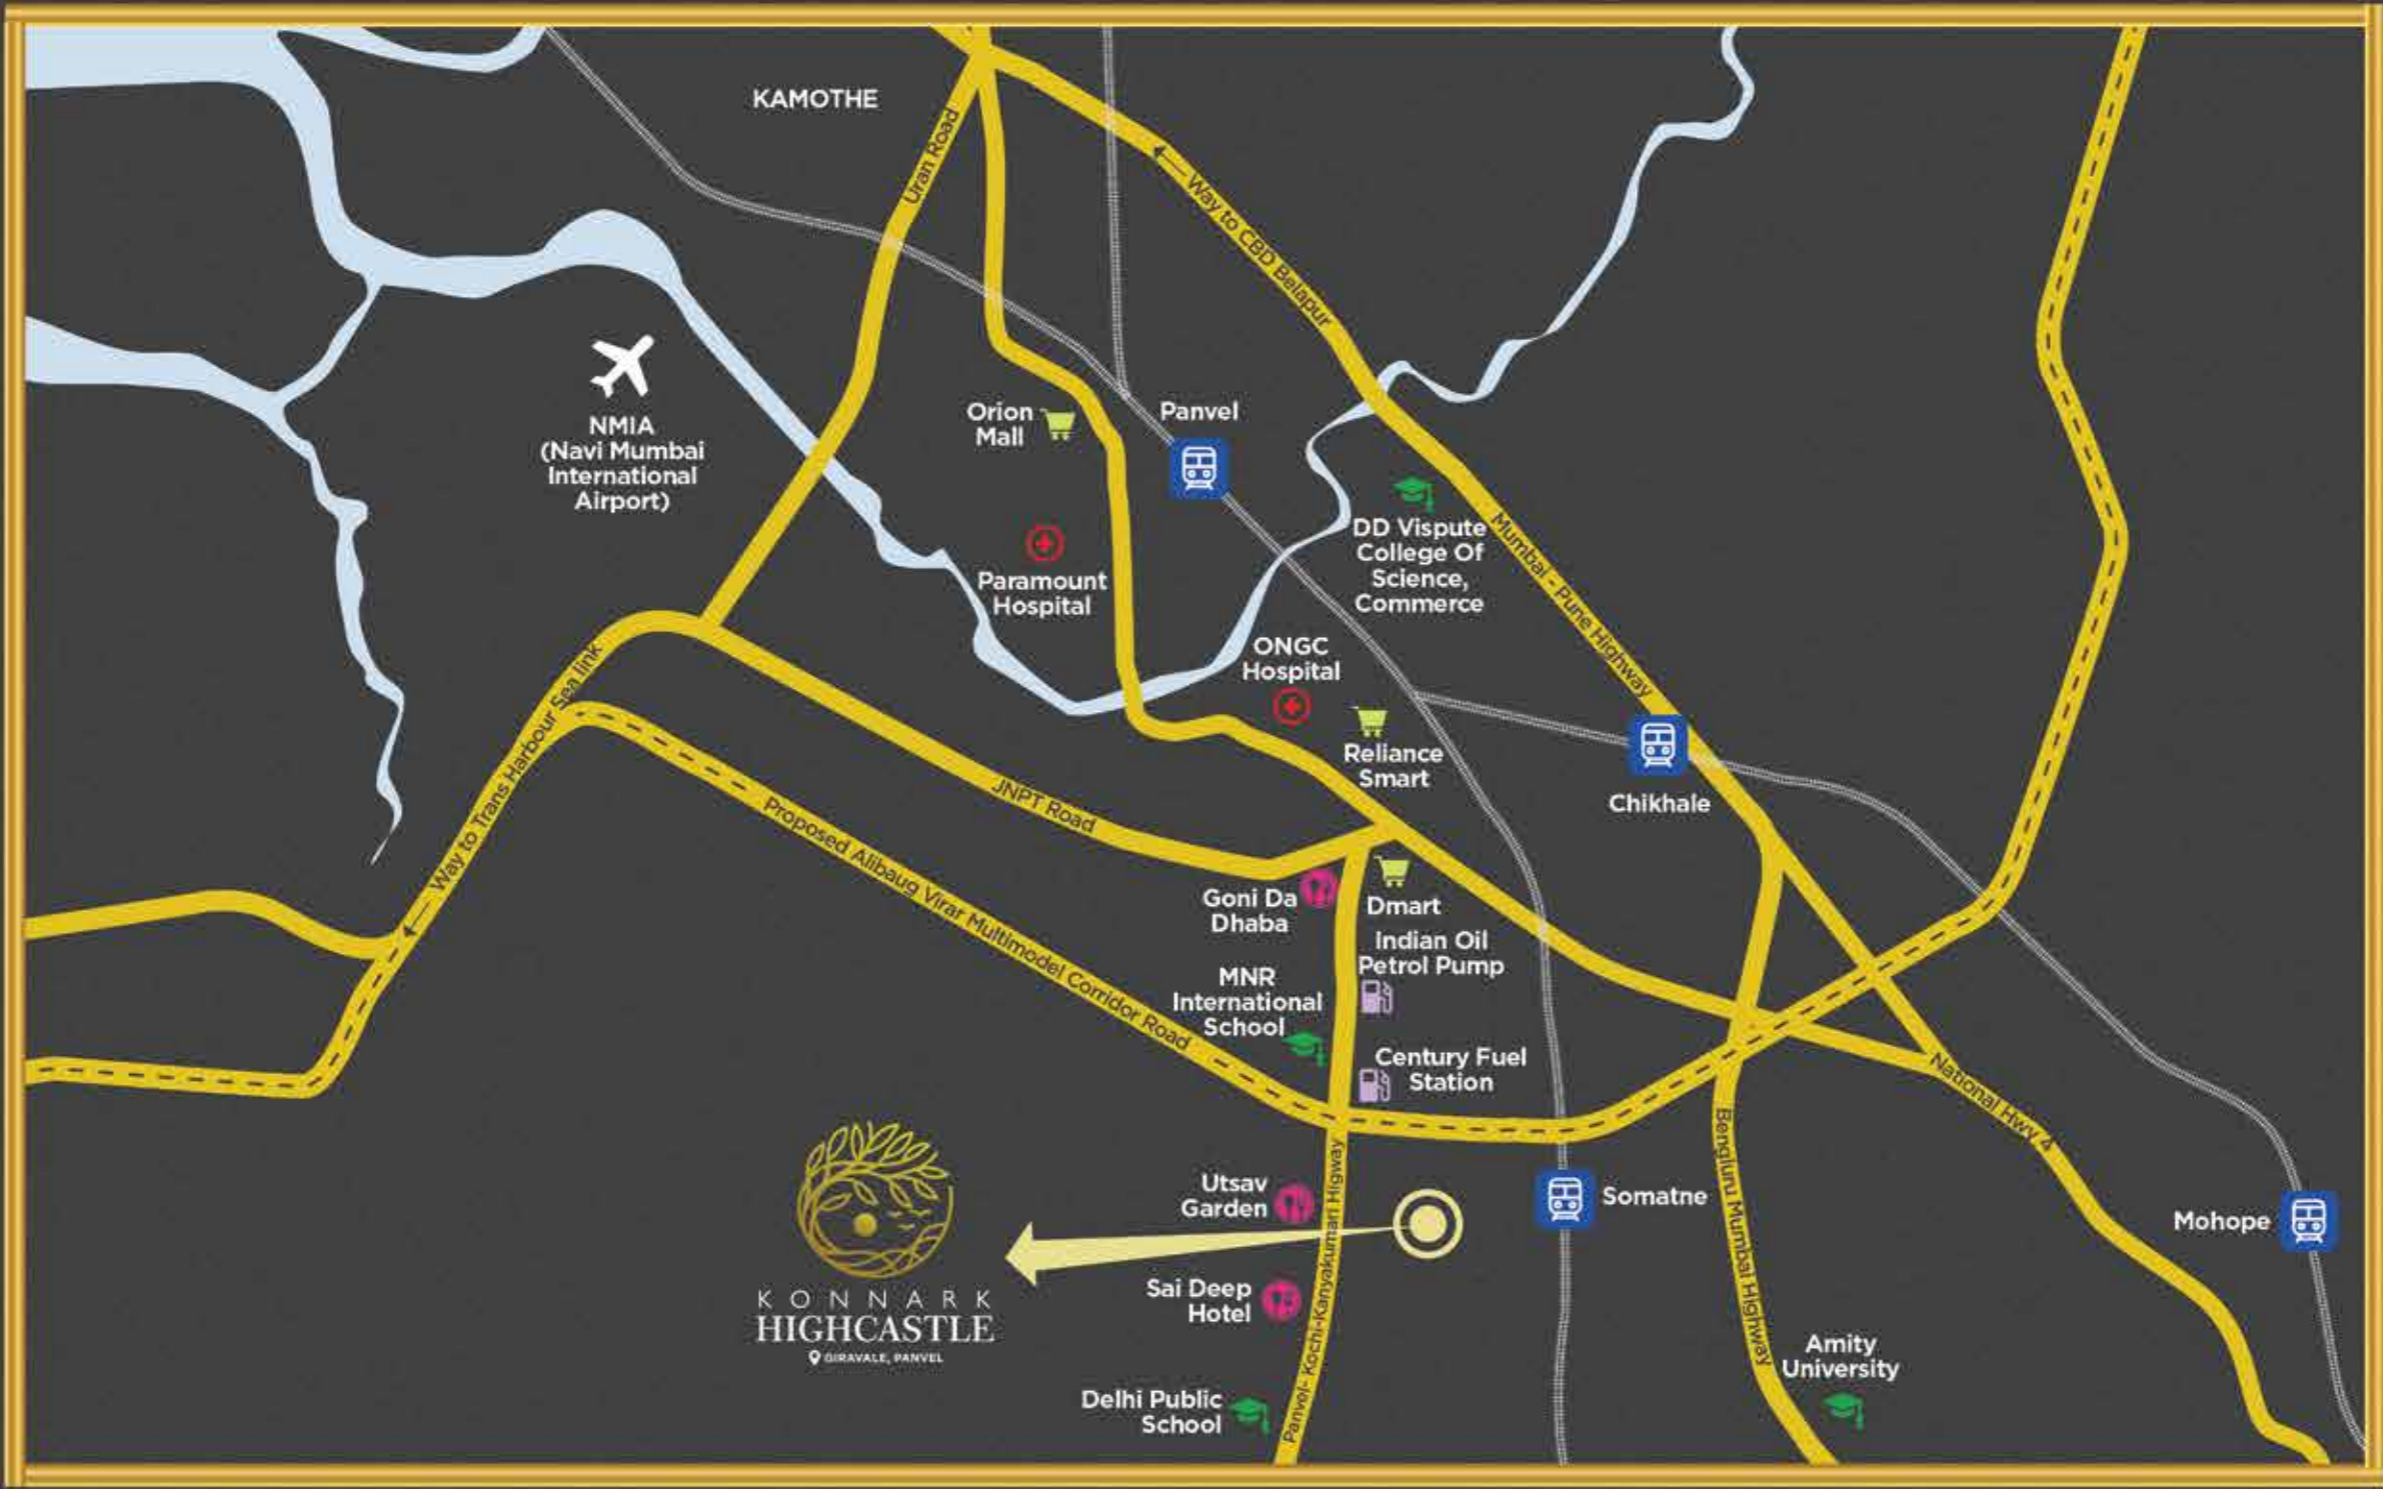 KAMOTHE
Uran Road
Way to CBD Belapur
NMIA
(Navi Mumbai
International
Airport)
Orion
Mall
Panvel
DD Vispute
College Of
Science,
Commerce
Mumbai - Pune Highway
Paramount
Hospital
ONGC
Hospital
Way to Trans Harbour Sea link
Reliance
Smart
Chikhale
JNPT Road
Proposed Alibaug Virar Multimodel Corridor Road
Goni Da
Dhaba
Dmart
Indian Oil
Petrol Pump
MNR
International
School
Century Fuel
Station
National Hwy 4
Bengluru Mumbai Highway
Panvel- Kochi-Kanyakumari Higway
Utsav
Garden
Somatne
Mohope
Sai Deep
Hotel
KONNARK
HIGHCASTLE
GIRAVALE, PANVEL
Amity
University
Delhi Public
School